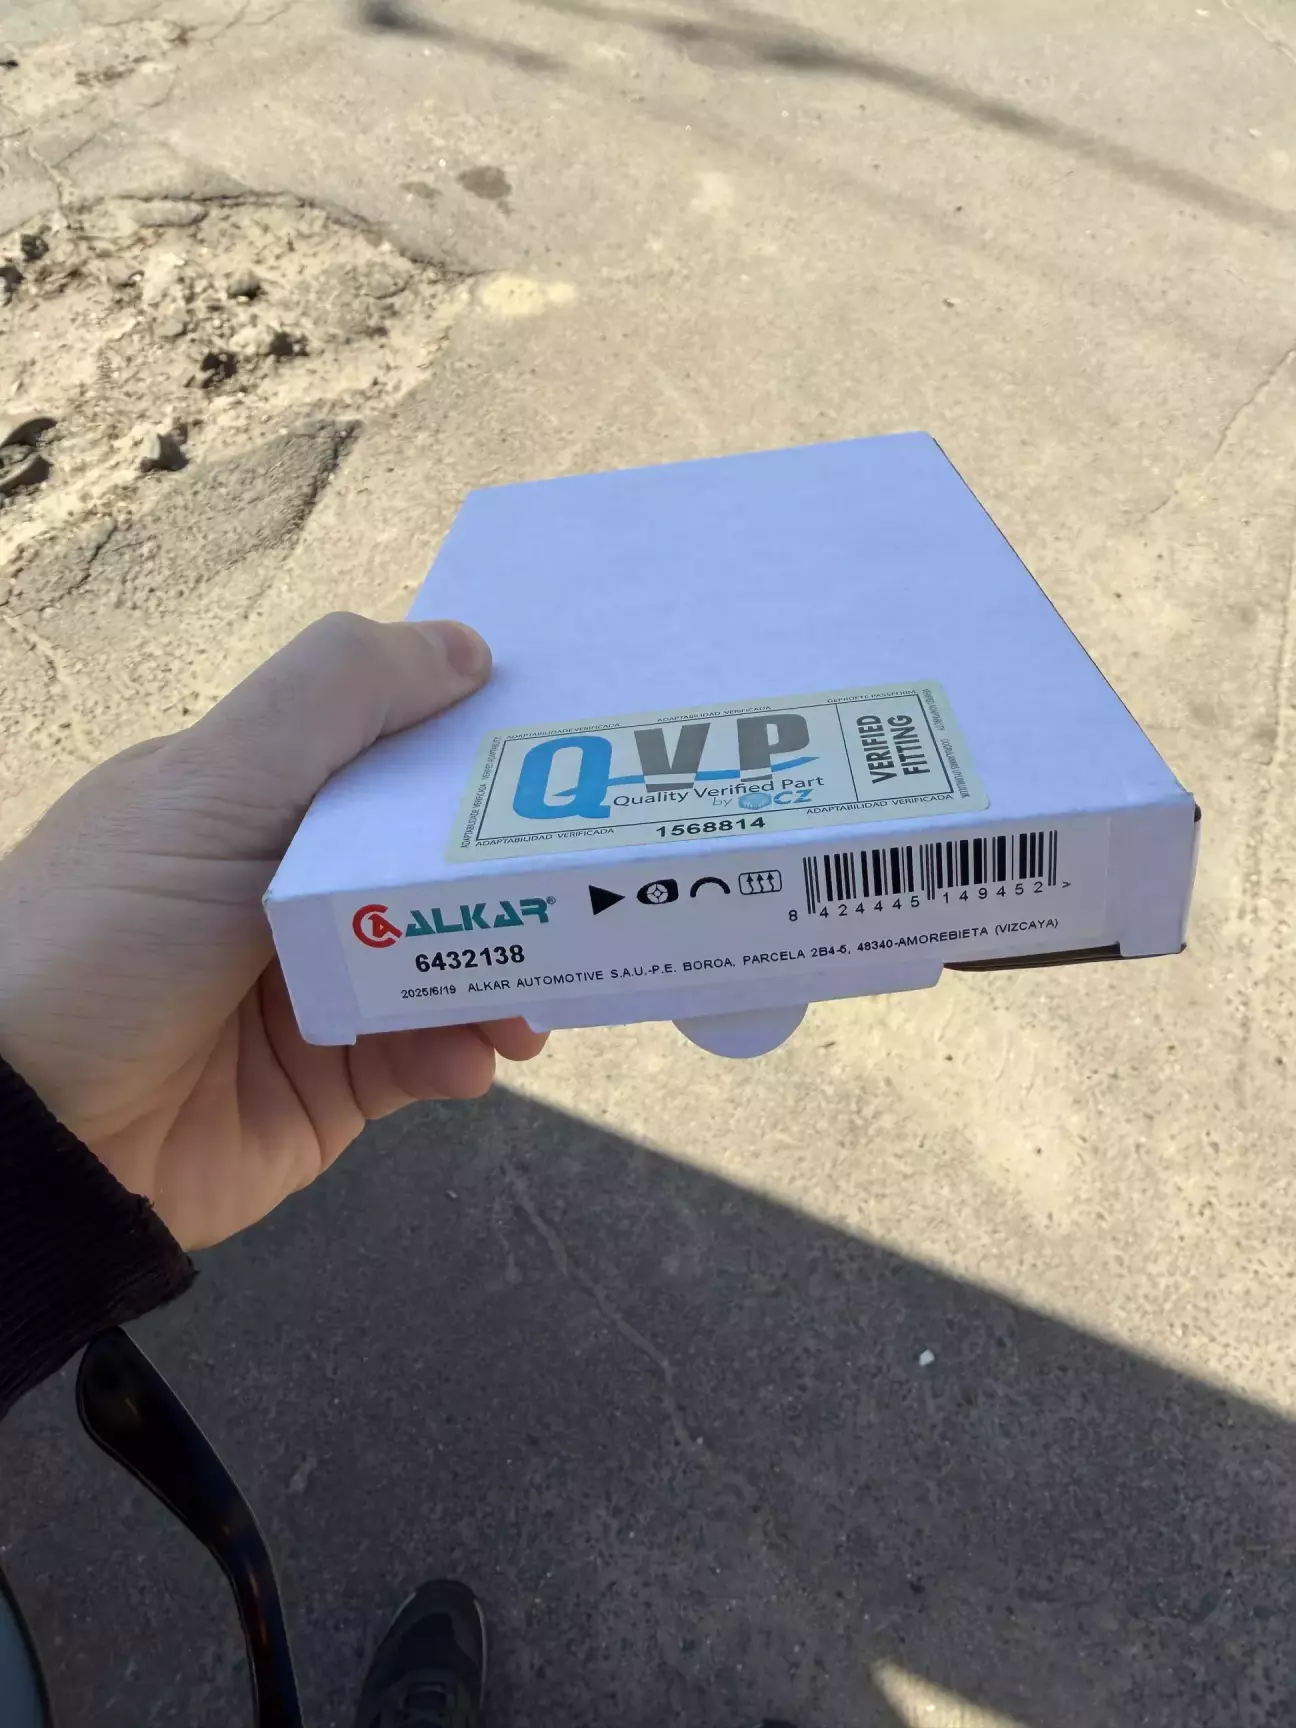 ADAPTABILIDAD VERIFICADA
ADAPTABILIDAD VERIFICADA
GEPRÜFTE PASSFORM
QVP
Quality Verified Part
by CZ
VERIFIED
FITTING
ADAPTABILIDAD VERIFICADA
1568814
ADAPTABILIDAD VERIFICADA
ALKAR®
8 424445 149452 >
6432138
2025/6/19 ALKAR AUTOMOTIVE S.A.U.-P.E. BOROA, PARCELA 2B4-5, 48340-AMOREBIETA (VIZCAYA)